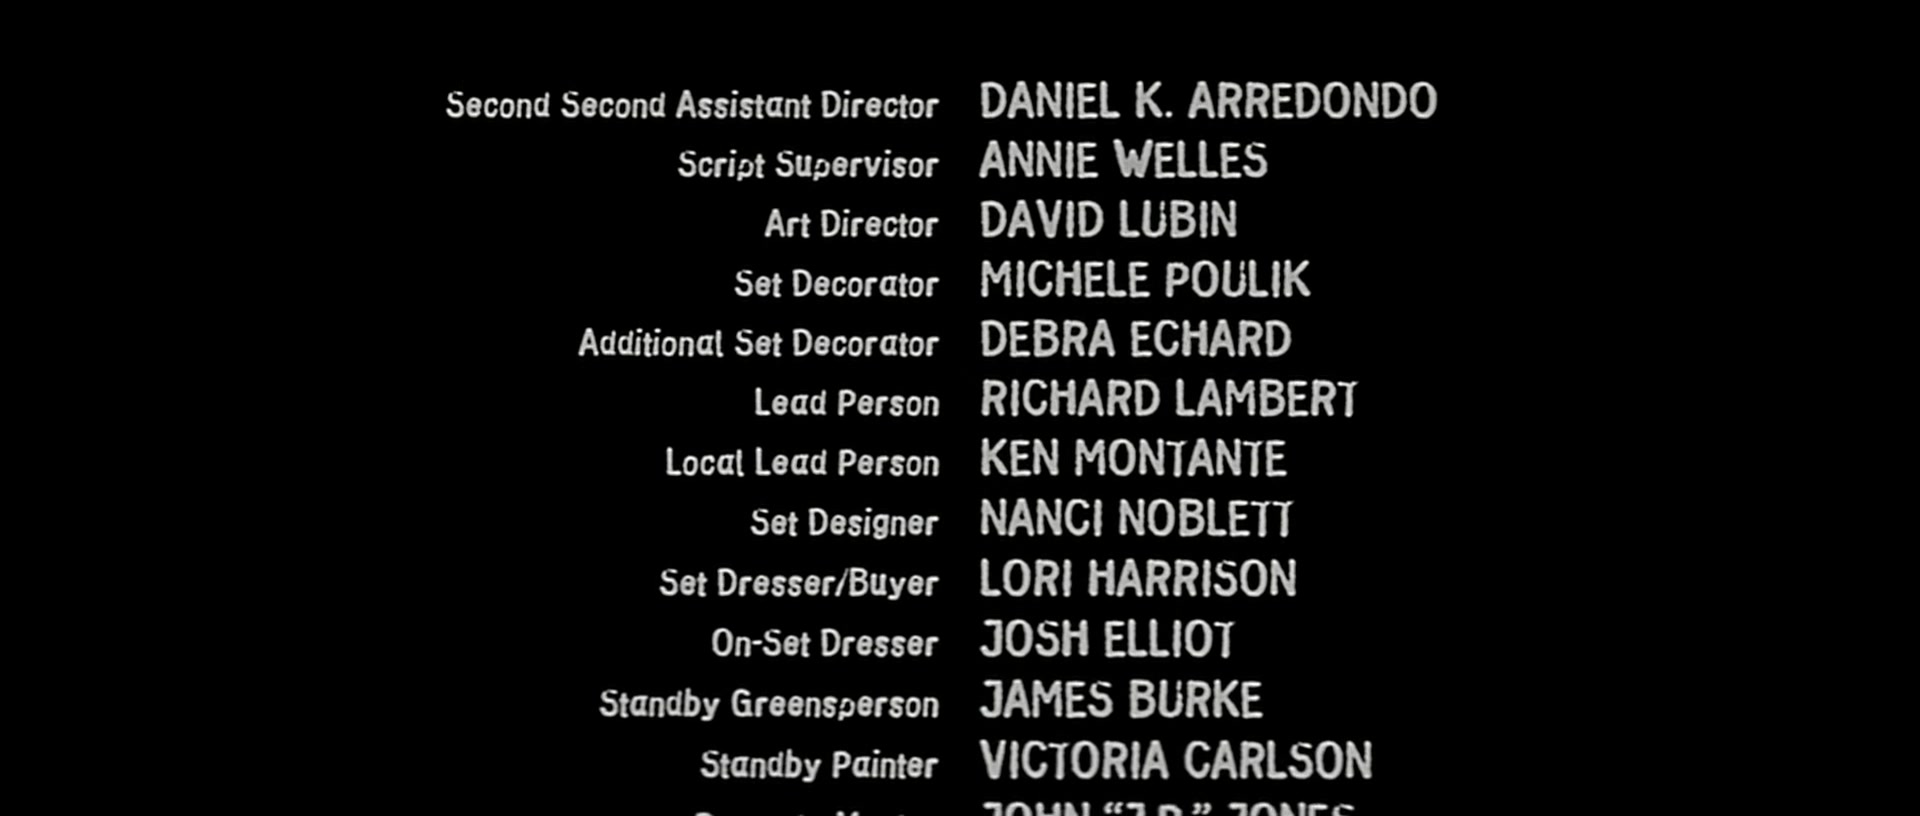 Second Second Assistant Director DANIEL K. ARREDONDO
Script Supervisor ANNIE WELLES
Art Director DAVID LUBIN
Set Decorator MICHELE POULIK
Additional Set Decorator DEBRA ECHARD
Lead Person RICHARD LAMBERT
Local Lead Person KEN MONTANTE
Set Designer NANCI NOBLETT
Set Dresser/Buyer LORI HARRISON
On-Set Dresser JOSH ELLIOT
Standby Greensperson JAMES BURKE
Standby Painter VICTORIA CARLSON
JOHN JONES